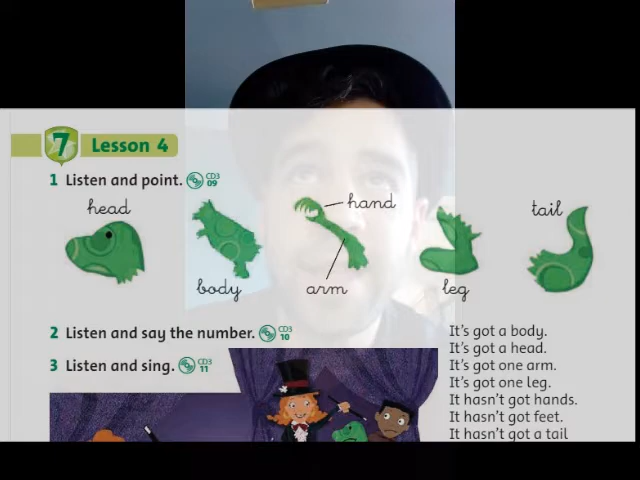 7 Lesson 4
1 Listen and point. CD3 09
head
hand
tail
body
arm
leg
2 Listen and say the number. CD3 10
3 Listen and sing. CD3 11
It's got a body.
It's got a head.
It's got one arm.
It's got one leg.
It hasn't got hands.
It hasn't got feet.
It hasn't got a tail